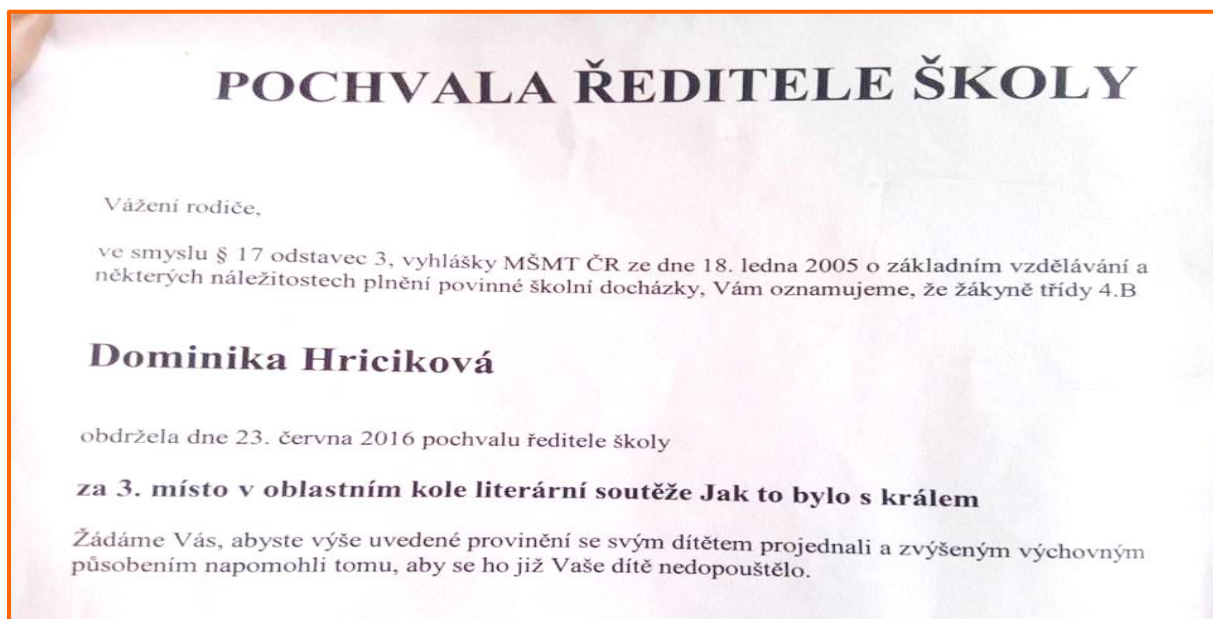 POCHVALA ŘEDITELE ŠKOLY
Vážení rodiče,
ve smyslu § 17 odstavec 3, vyhlášky MŠMT ČR ze dne 18. ledna 2005 o základním vzdělávání a
některých náležitostech plnění povinné školní docházky, Vám oznamujeme, že žákyně třídy 4.B
Dominika Hriciková
obdržela dne 23. června 2016 pochvalu ředitele školy
za 3. místo v oblastním kole literární soutěže Jak to bylo s králem
Žádáme Vás, abyste výše uvedené provinění se svým dítětem projednali a zvýšeným výchovným
působením napomohli tomu, aby se ho již Vaše dítě nedopouštělo.